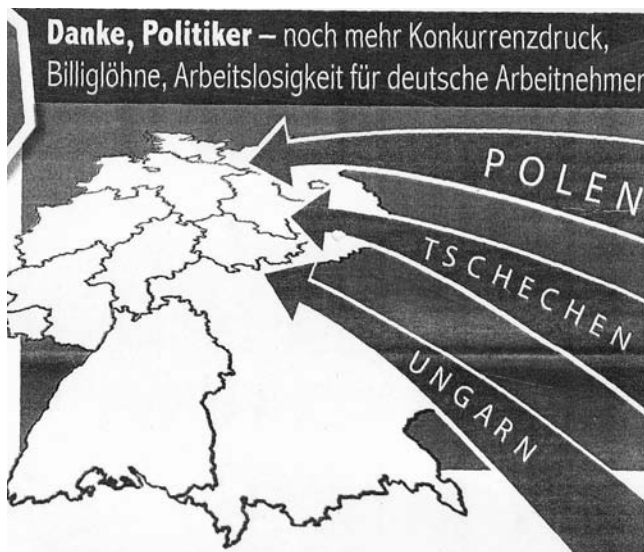 Danke, Politiker – noch mehr Konkurrenzdruck,
Billiglöhne, Arbeitslosigkeit für deutsche Arbeitnehmer
POLEN
TSCHECHEN
UNGARN